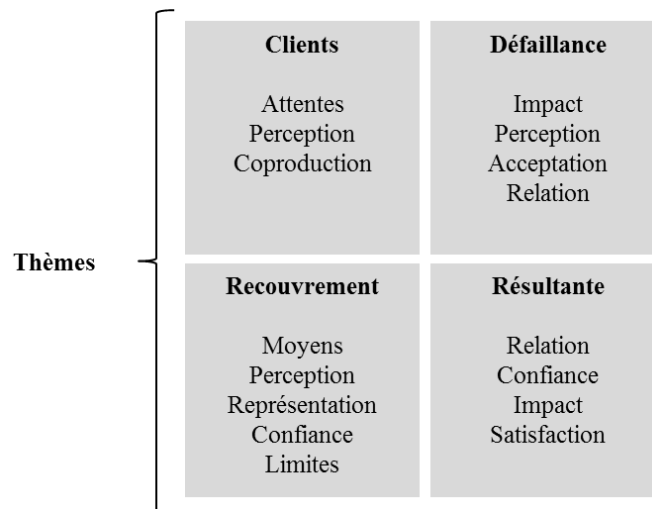 Thèmes
Clients
Attentes
Perception
Coproduction
Défaillance
Impact
Perception
Acceptation
Relation
Recouvrement
Moyens
Perception
Représentation
Confiance
Limites
Résultante
Relation
Confiance
Impact
Satisfaction